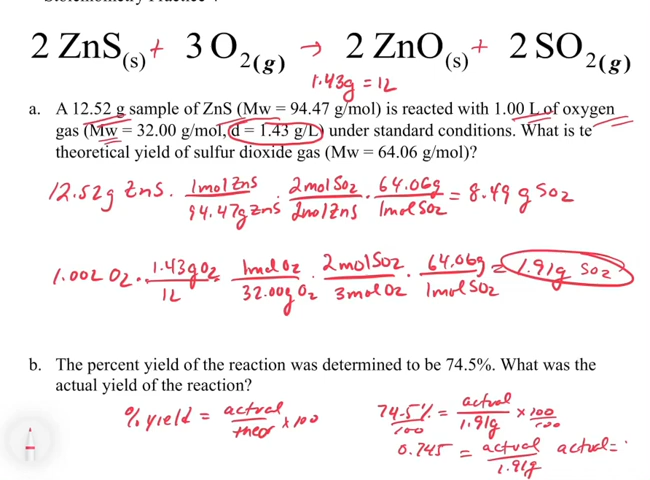 2 ZnS(s) + 3 O2(g) → 2 ZnO(s) + 2 SO2(g)
1.43g = 1L
a. A 12.52 g sample of ZnS (Mw = 94.47 g/mol) is reacted with 1.00 L of oxygen
gas (Mw = 32.00 g/mol, d = 1.43 g/L) under standard conditions. What is te
theoretical yield of sulfur dioxide gas (Mw = 64.06 g/mol)?
12.52g ZnS · 1mol ZnS / 94.47g ZnS · 2mol SO2 / 2mol ZnS · 64.06g / 1mol SO2 = 8.49 g SO2
1.00L O2 · 1.43g O2 / 1L · 1mol O2 / 32.00g O2 · 2mol SO2 / 3mol O2 · 64.06g / 1mol SO2 = 1.91g SO2
b. The percent yield of the reaction was determined to be 74.5%. What was the
actual yield of the reaction?
% yield = actual / theor × 100
74.5% / 100 = actual / 1.91g × 100 / 100
0.745 = actual / 1.91g actual =